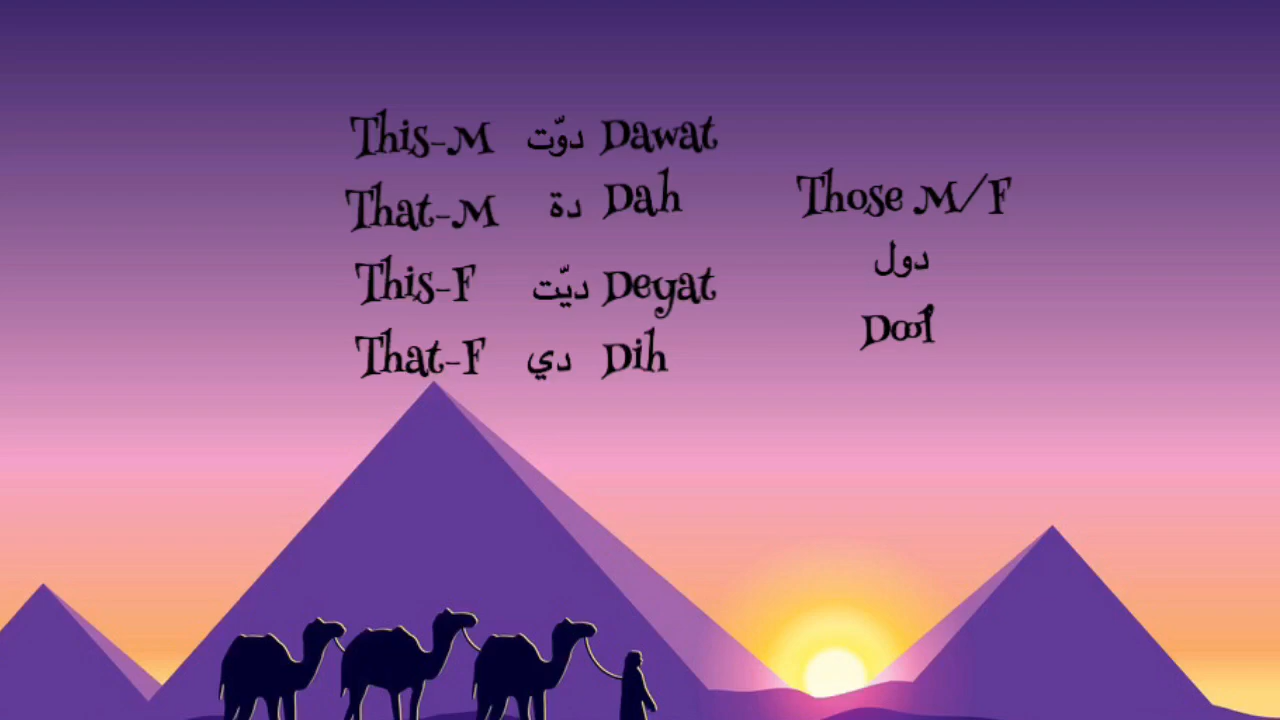 This-M دوّت Dawat
That-M دة Dah
This-F ديّت Deyat
That-F دي Dih
Those M/F
دول
Dool